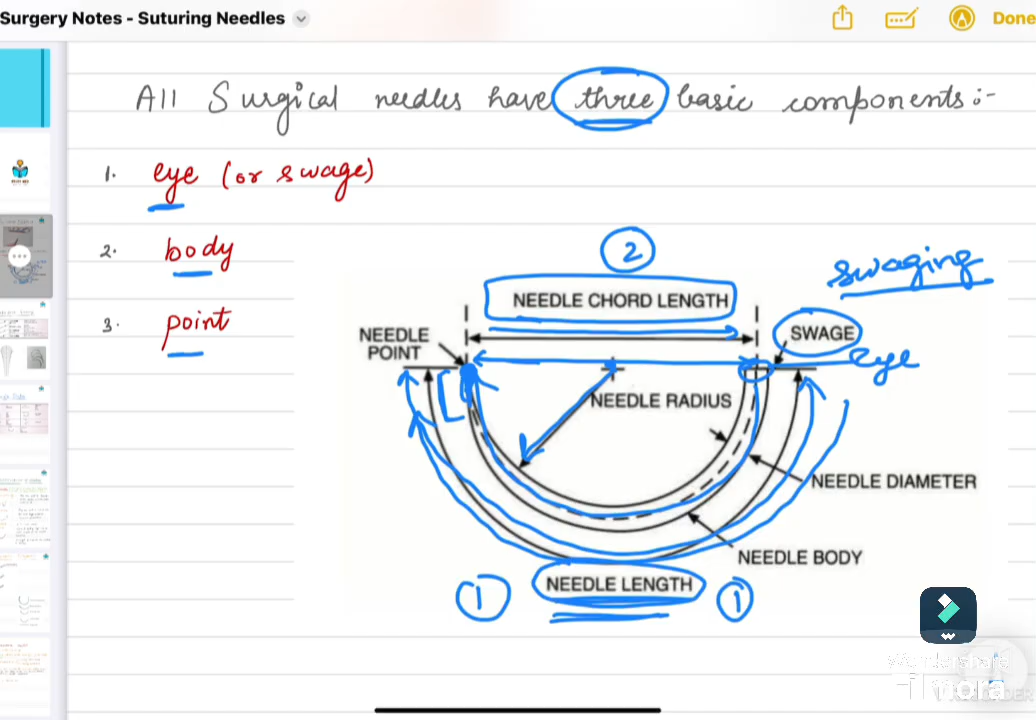 Surgery Notes - Suturing Needles
Done
All Surgical needles have three basic components :-
1. eye (or swage)
2. body
3. point
2
swaging
NEEDLE CHORD LENGTH
NEEDLE POINT
SWAGE
eye
NEEDLE RADIUS
NEEDLE DIAMETER
NEEDLE BODY
NEEDLE LENGTH
1
1
Wondershare
Filmora